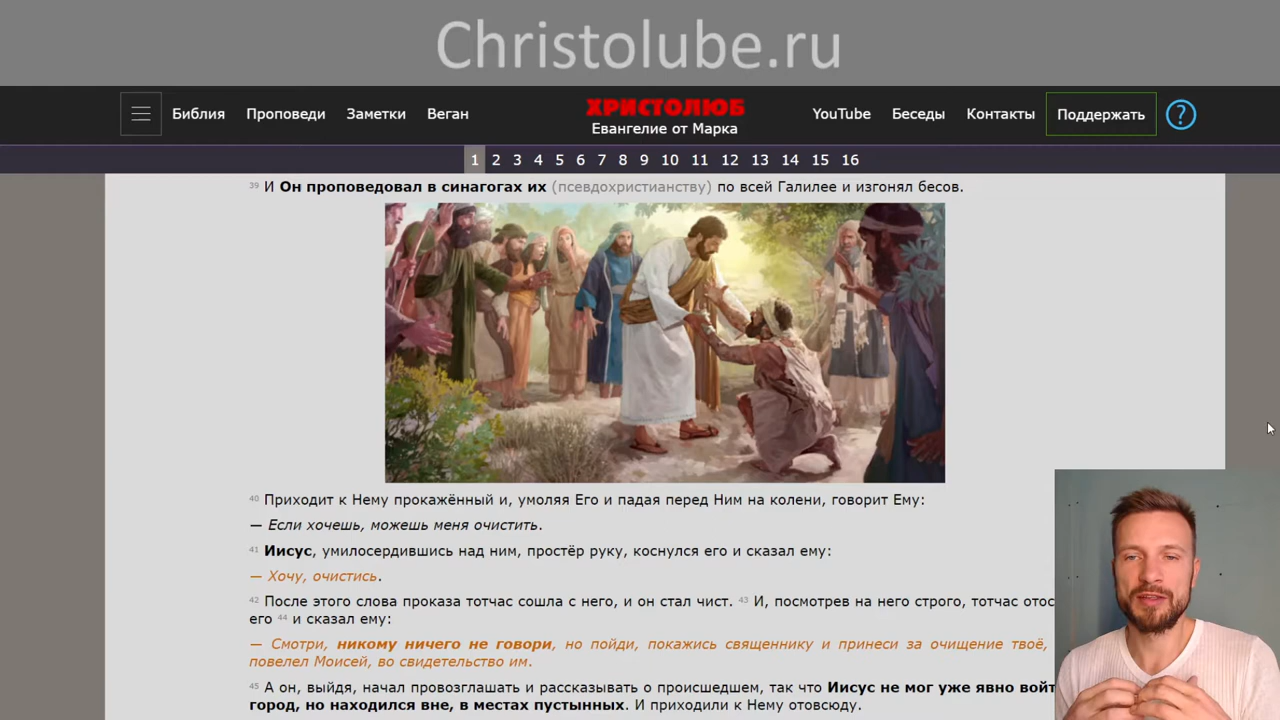 Christolube.ru
Библия Проповеди Заметки Веган ХРИСТОЛЮБ YouTube Беседы Контакты Поддержать ?
Евангелие от Марка
1 2 3 4 5 6 7 8 9 10 11 12 13 14 15 16
39 И Он проповедовал в синагогах их (псевдохристианству) по всей Галилее и изгонял бесов.
40 Приходит к Нему прокажённый и, умоляя Его и падая перед Ним на колени, говорит Ему:
— Если хочешь, можешь меня очистить.
41 Иисус, умилосердившись над ним, простёр руку, коснулся его и сказал ему:
— Хочу, очистись.
42 После этого слова проказа тотчас сошла с него, и он стал чист. 43 И, посмотрев на него строго, тотчас
его 44 и сказал ему:
— Смотри, никому ничего не говори, но пойди, покажись священнику и принеси за очищение твоё,
повелел Моисей, во свидетельство им.
45 А он, выйдя, начал провозглашать и рассказывать о происшедшем, так что Иисус не мог уже явно
город, но находился вне, в местах пустынных. И приходили к Нему отовсюду.